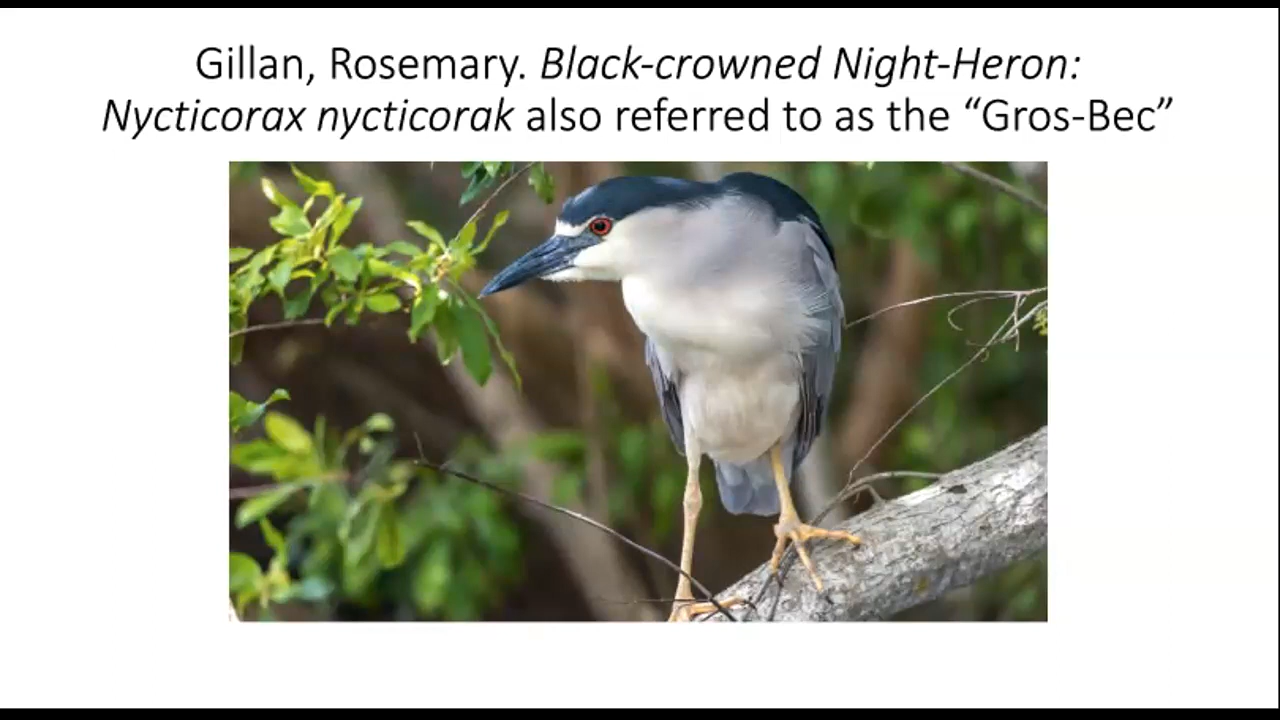 Gillan, Rosemary. Black-crowned Night-Heron:
Nycticorax nycticorak also referred to as the “Gros-Bec”